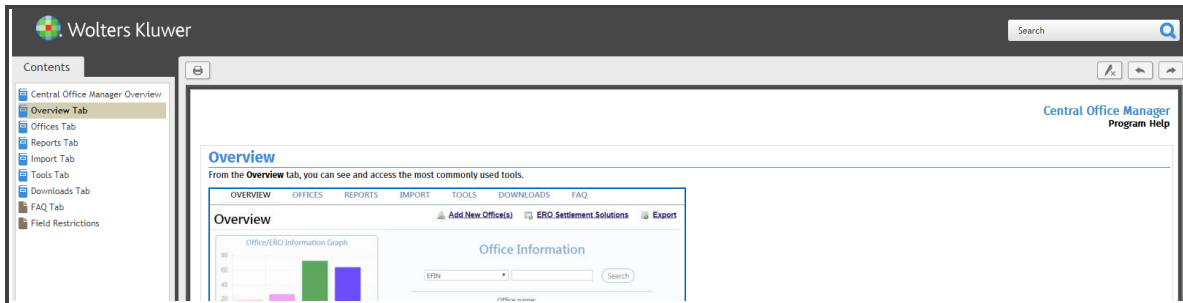 Wolters Kluwer
Search
Contents
Central Office Manager Overview
Overview Tab
Offices Tab
Reports Tab
Import Tab
Tools Tab
Downloads Tab
FAQ Tab
Field Restrictions
Central Office Manager
Program Help
Overview
From the Overview tab, you can see and access the most commonly used tools.
OVERVIEW OFFICES REPORTS IMPORT TOOLS DOWNLOADS FAQ
Overview
Add New Office(s) ERO Settlement Solutions Export
Office/ERO Information Graph
80
60
40
20
Office Information
EFIN
Search
Office name: